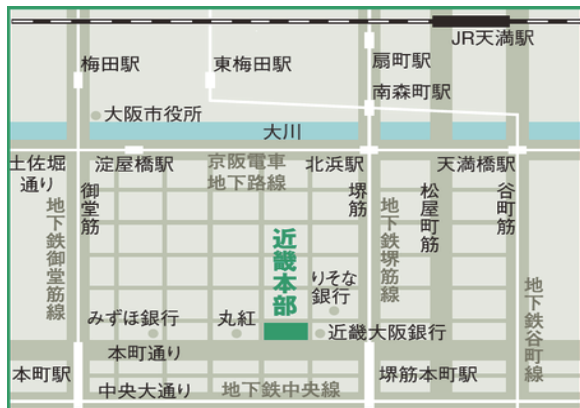 JR天満駅
梅田駅
東梅田駅
扇町駅
南森町駅
大阪市役所
大川
土佐堀
通り
淀屋橋駅
京阪電車
地下路線
北浜駅
天満橋駅
御堂筋
地下鉄御堂筋線
堺筋
地下鉄堺筋線
松屋町筋
谷町筋
地下鉄谷町線
近畿本部
りそな
銀行
みずほ銀行
丸紅
近畿大阪銀行
本町通り
本町駅
中央大通り
地下鉄中央線
堺筋本町駅